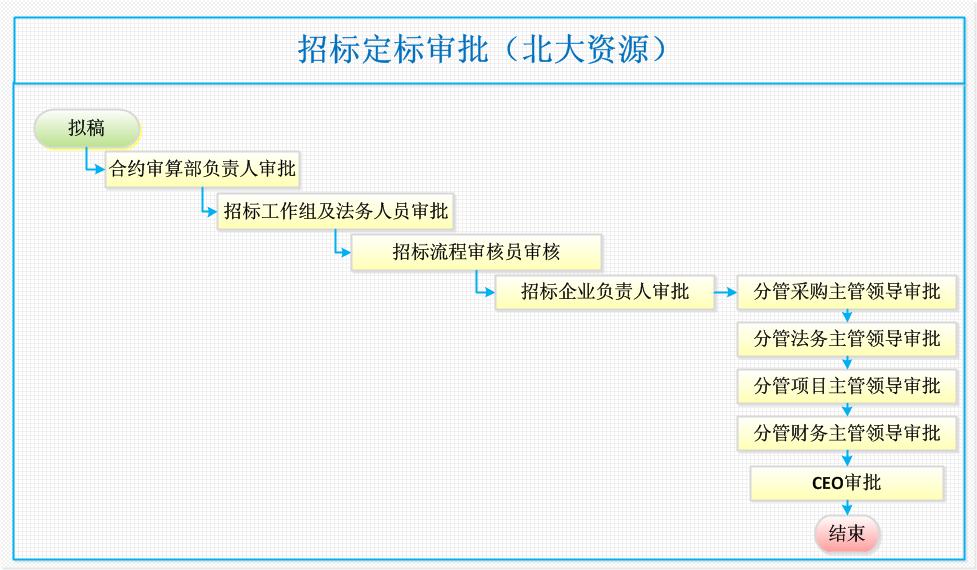 招标定标审批（北大资源）
拟稿
合约审算部负责人审批
招标工作组及法务人员审批
招标流程审核员审核
招标企业负责人审批
分管采购主管领导审批
分管法务主管领导审批
分管项目主管领导审批
分管财务主管领导审批
CEO审批
结束